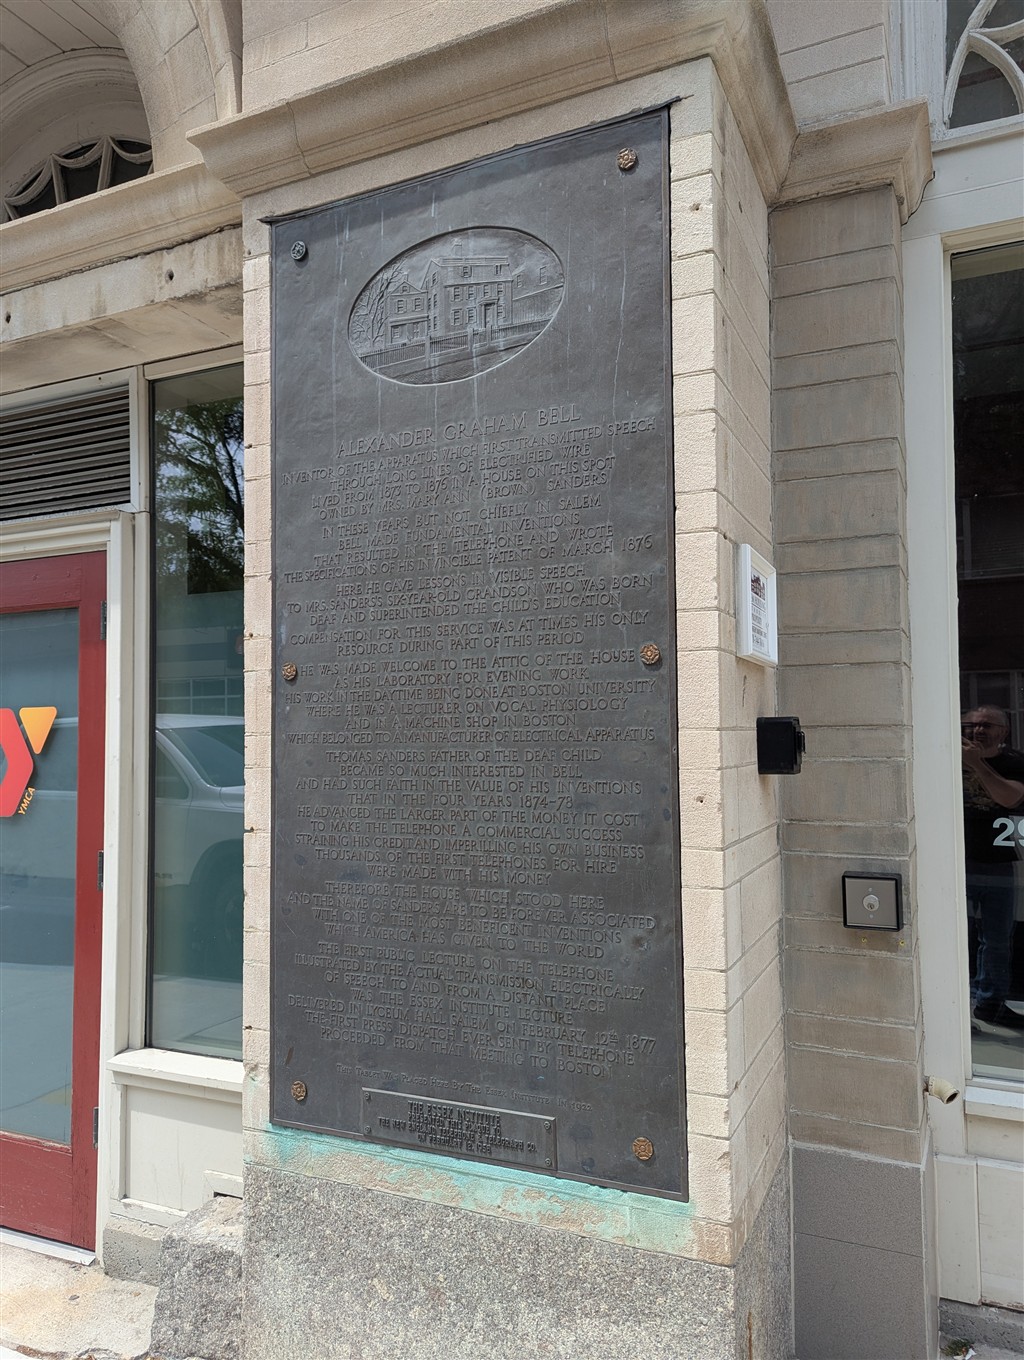 ALEXANDER GRAHAM BELL
INVENTOR OF THE APPARATUS WHICH FIRST TRANSMITTED SPEECH
THROUGH LONG LINES OF ELECTRIFIED WIRE
LIVED FROM 1873 TO 1876 IN A HOUSE ON THIS SPOT
OWNED BY MRS. MARY ANN (BROWN) SANDERS
IN THESE YEARS BUT NOT CHIEFLY IN SALEM
BELL MADE FUNDAMENTAL INVENTIONS
THAT RESULTED IN THE TELEPHONE AND WROTE
THE SPECIFICATIONS OF HIS INVINCIBLE PATENT OF MARCH 1876
HERE HE GAVE LESSONS IN VISIBLE SPEECH
TO MRS. SANDERS'S SIX-YEAR-OLD GRANDSON WHO WAS BORN
DEAF AND SUPERINTENDED THE CHILD'S EDUCATION
COMPENSATION FOR THIS SERVICE WAS AT TIMES HIS ONLY
RESOURCE DURING PART OF THIS PERIOD
HE WAS MADE WELCOME TO THE ATTIC OF THE HOUSE
AS HIS LABORATORY FOR EVENING WORK
HIS WORK IN THE DAYTIME BEING DONE AT BOSTON UNIVERSITY
WHERE HE WAS A LECTURER ON VOCAL PHYSIOLOGY
AND IN A MACHINE SHOP IN BOSTON
WHICH BELONGED TO A MANUFACTURER OF ELECTRICAL APPARATUS
THOMAS SANDERS FATHER OF THE DEAF CHILD
BECAME SO MUCH INTERESTED IN BELL
AND HAD SUCH FAITH IN THE VALUE OF HIS INVENTIONS
THAT IN THE FOUR YEARS 1874-78
HE ADVANCED THE LARGER PART OF THE MONEY IT COST
TO MAKE THE TELEPHONE A COMMERCIAL SUCCESS
STRAINING HIS CREDIT AND IMPERILLING HIS OWN BUSINESS
THOUSANDS OF THE FIRST TELEPHONES FOR HIRE
WERE MADE WITH HIS MONEY
THEREFORE THE HOUSE WHICH STOOD HERE
AND THE NAME OF SANDERS ARE TO BE FOREVER ASSOCIATED
WITH ONE OF THE MOST BENEFICENT INVENTIONS
WHICH AMERICA HAS GIVEN TO THE WORLD
THE FIRST PUBLIC LECTURE ON THE TELEPHONE
ILLUSTRATED BY THE ACTUAL TRANSMISSION ELECTRICALLY
OF SPEECH TO AND FROM A DISTANT PLACE
WAS THE ESSEX INSTITUTE LECTURE
DELIVERED IN LYCEUM HALL SALEM ON FEBRUARY 12TH 1877
THE FIRST PRESS DISPATCH EVER SENT BY TELEPHONE
PROCEEDED FROM THAT MEETING TO BOSTON
THIS TABLET WAS PLACED HERE BY THE ESSEX INSTITUTE IN
THE ESSEX INSTITUTE
PRESENTED THIS TABLET TO
THE NEW ENGLAND TELEPHONE & TELEGRAPH CO.
YMCA
29